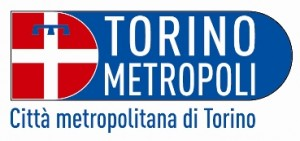 TORINO
METROPOLI
Città metropolitana di Torino